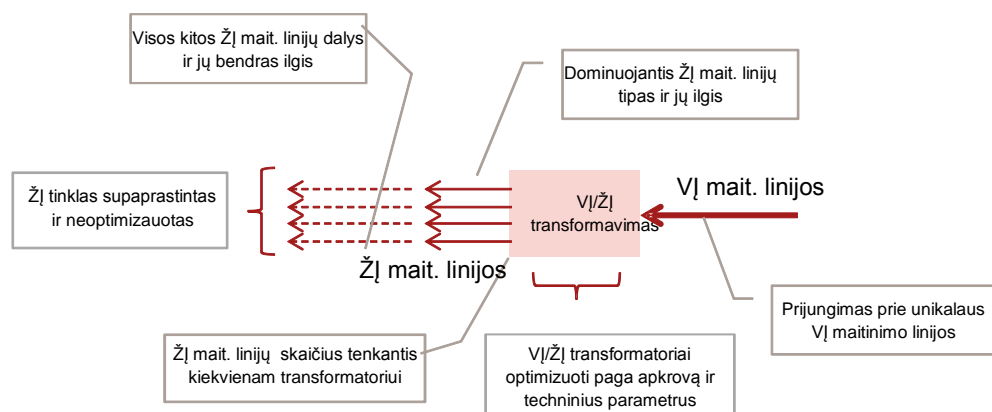 Visos kitos ŽĮ mait. linijų dalys
ir jų bendras ilgis
Dominuojantis ŽĮ mait. linijų
tipas ir jų ilgis
ŽĮ tinklas supaprastintas
ir neoptimizauotas
VĮ/ŽĮ
transformavimas
VĮ mait. linijos
ŽĮ mait. linijos
Prijungimas prie unikalaus
VĮ maitinimo linijos
ŽĮ mait. linijų skaičius tenkantis
kiekvienam transformatoriui
VĮ/ŽĮ transformatoriai
optimizuoti paga apkrovą ir
techninius parametrus